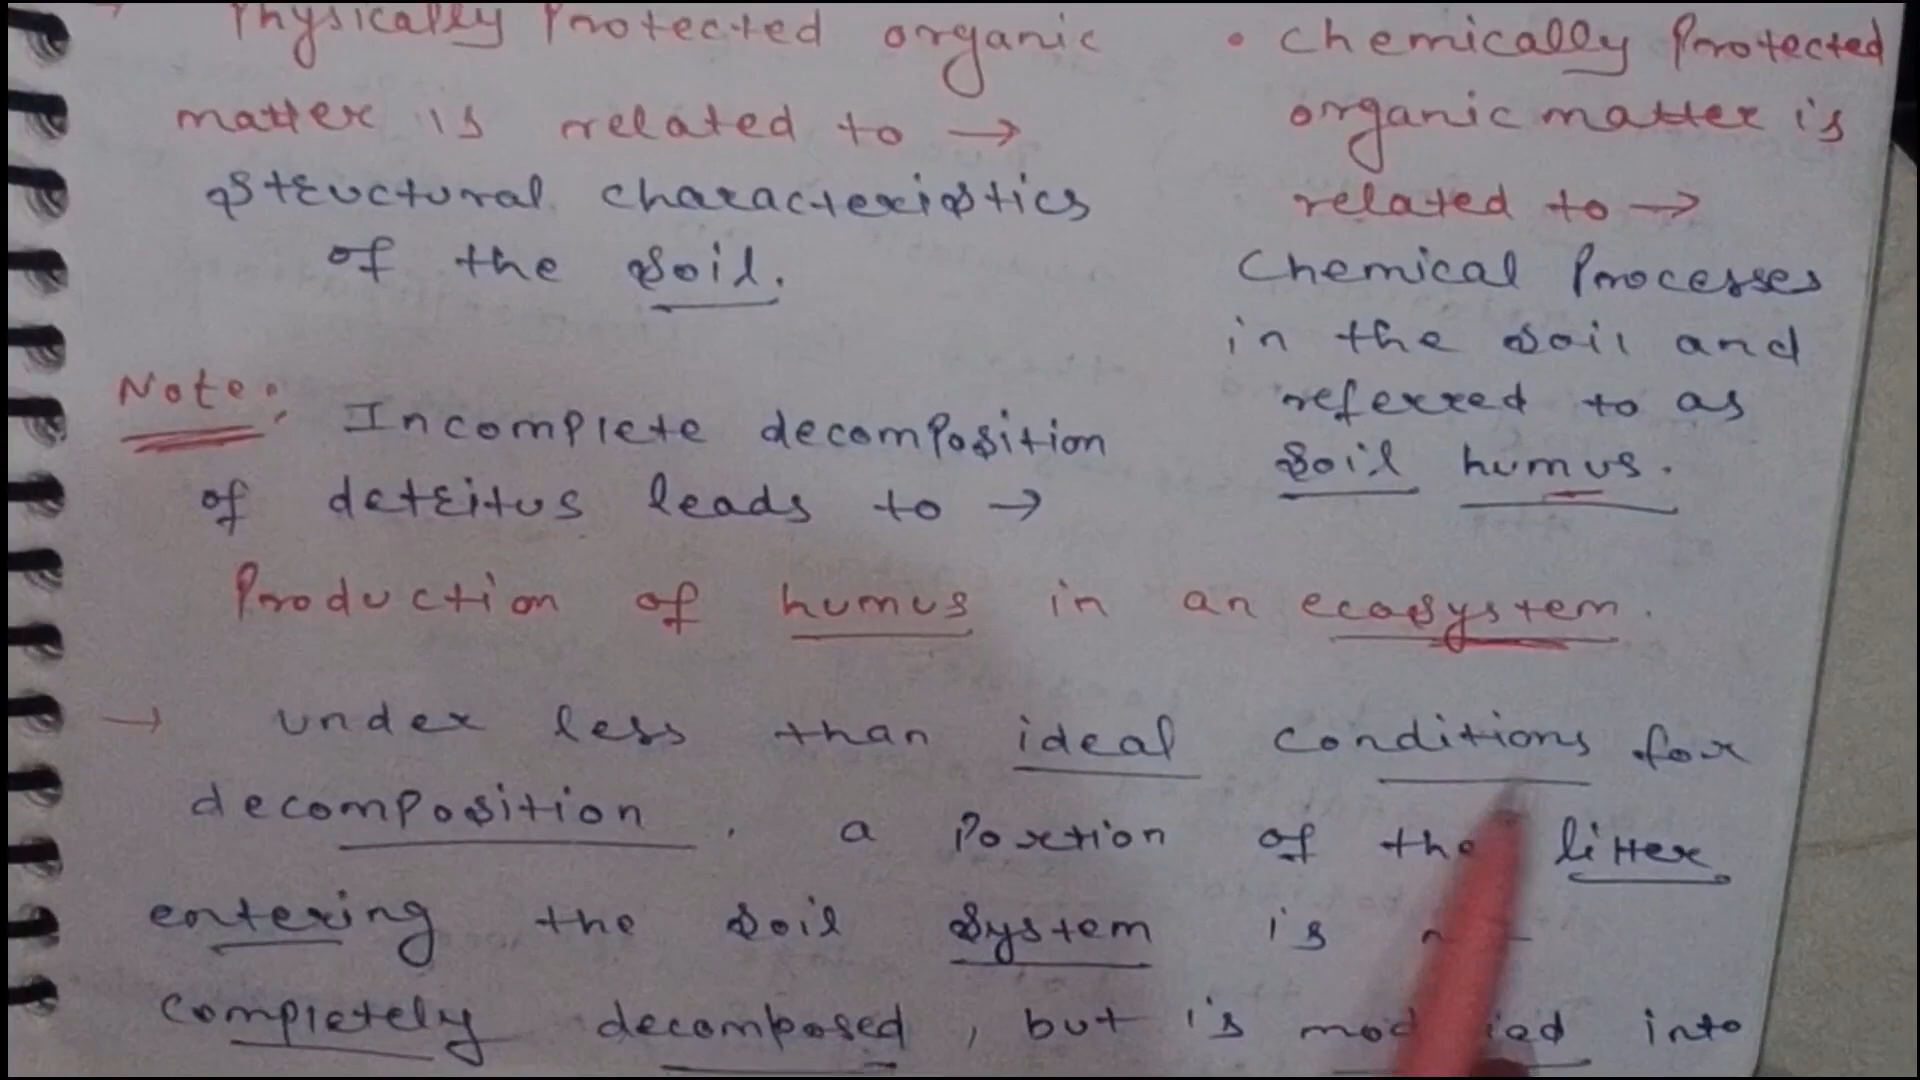 Physically Protected organic
matter is related to →
structural characteristics
of the soil.
• chemically Protected
organic matter is
related to →
Chemical Processes
in the soil and
referred to as
soil humus.
Note: Incomplete decomposition
of detritus leads to →
Production of humus in an ecosystem.
→ under less than ideal conditions for
decomposition, a Portion of the litter
entering the soil system is
completely decomposed, but is into